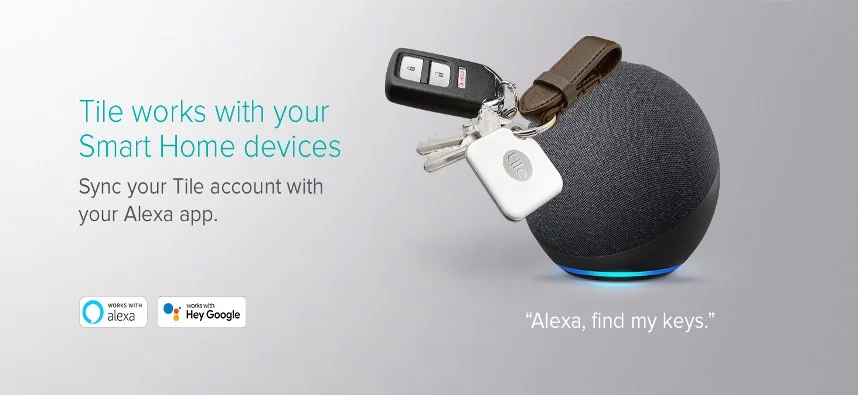 Tile works with your
Smart Home devices
Sync your Tile account with
your Alexa app.
WORKS WITH
alexa
works with
Hey Google
tile
“Alexa, find my keys.”